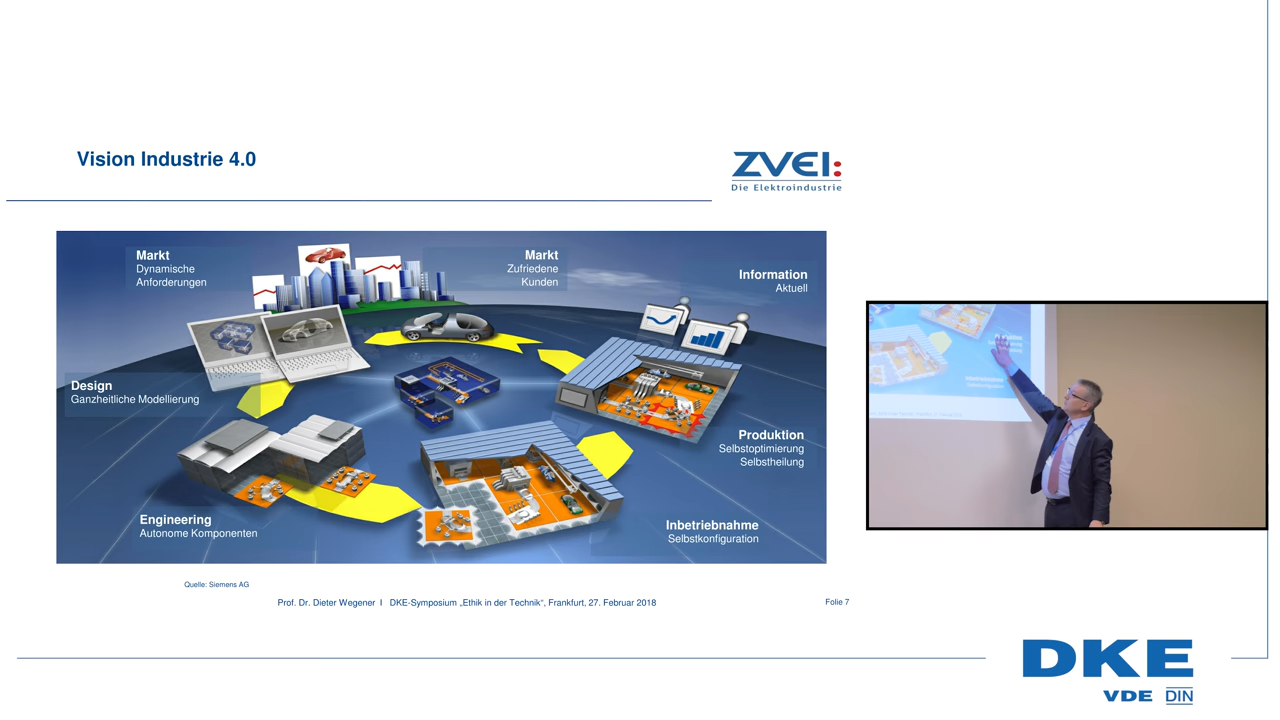 Vision Industrie 4.0
ZVEI:
Die Elektroindustrie
Markt
Dynamische
Anforderungen
Markt
Zufriedene
Kunden
Information
Aktuell
Design
Ganzheitliche Modellierung
Produktion
Selbstoptimierung
Selbstheilung
Engineering
Autonome Komponenten
Inbetriebnahme
Selbstkonfiguration
Quelle: Siemens AG
Prof. Dr. Dieter Wegener I DKE-Symposium „Ethik in der Technik“, Frankfurt, 27. Februar 2018
Folie 7
DKE
VDE DIN